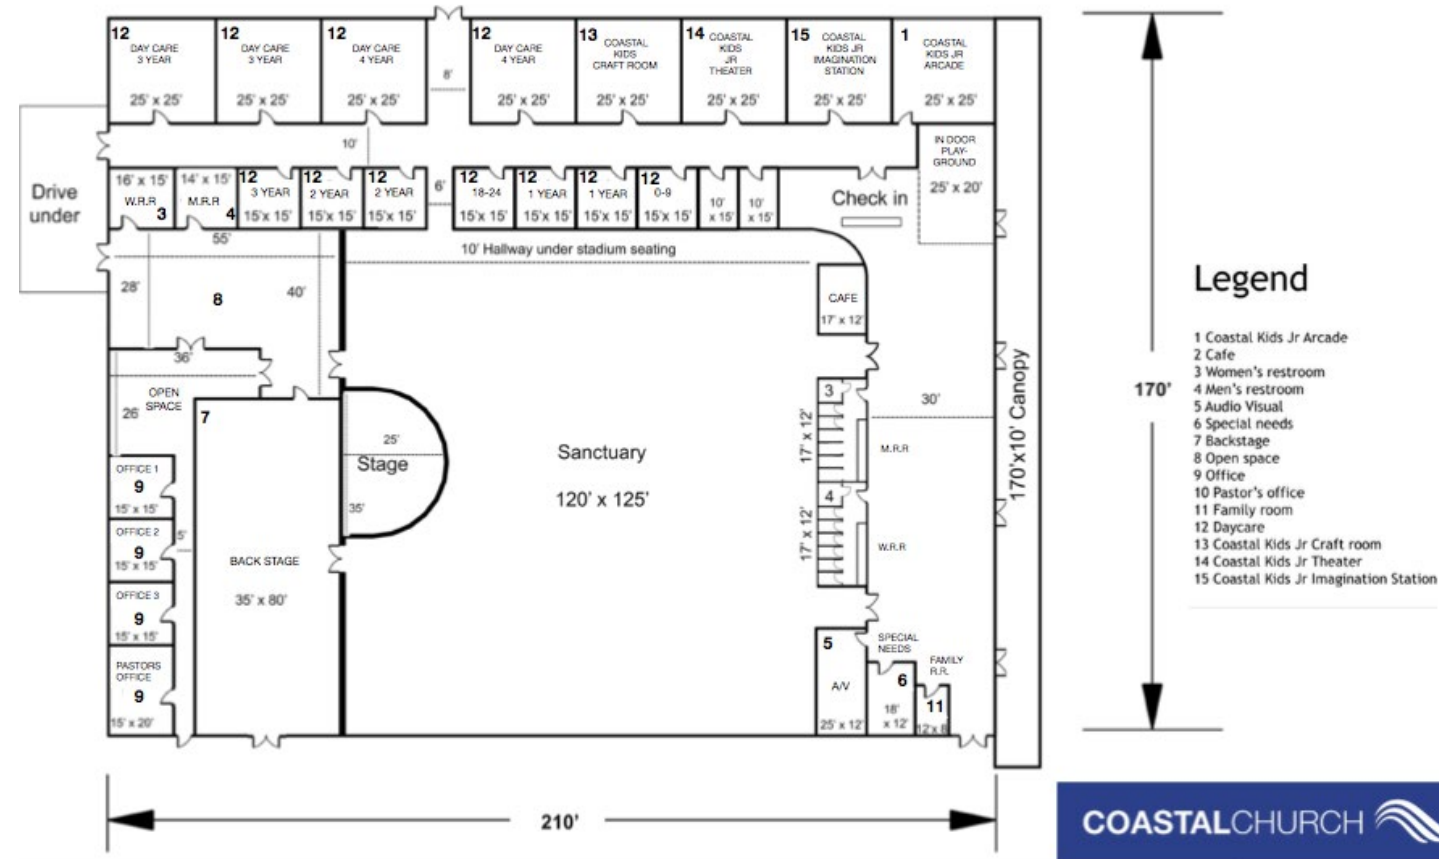 12
DAY CARE
3 YEAR
25' x 25'
12
DAY CARE
3 YEAR
25' x 25'
12
DAY CARE
4 YEAR
25' x 25'
8'
12
DAY CARE
4 YEAR
25' x 25'
13
COASTAL
KIDS
CRAFT ROOM
25' x 25'
14
COASTAL
KIDS
JR
THEATER
25' x 25'
15
COASTAL
KIDS JR
IMAGINATION
STATION
25' x 25'
1
COASTAL
KIDS JR
ARCADE
25' x 25'
10'
IN DOOR
PLAY-
GROUND
25' x 20'
Drive
under
16' x 15'
W.R.R
3
14' x 15'
M.R.R
4
12
3 YEAR
15'x 15'
12
2 YEAR
15'x 15'
12
2 YEAR
15'x 15'
6'
12
18-24
15'x 15'
12
1 YEAR
15'x 15'
12
1 YEAR
15'x 15'
12
0-9
15'x 15'
10'
x 15'
10'
x 15'
Check in
55'
10' Hallway under stadium seating
28'
8
40'
CAFE
17' x 12'
36'
OPEN
SPACE
26'
7
BACK STAGE
35' x 80'
25'
Stage
35'
Sanctuary
120' x 125'
3
17' x 12'
M.R.R
4
17' x 12'
W.R.R
30'
170'x10' Canopy
OFFICE 1
9
15' x 15'
OFFICE 2
9
15' x 15'
5'
OFFICE 3
9
15' x 15'
PASTORS
OFFICE
9
15' x 20'
5
A/V
25' x 12'
SPECIAL
NEEDS
6
18'
x 12'
FAMILY
R.R.
11
12'x 8
210'
170'
Legend
1 Coastal Kids Jr Arcade
2 Cafe
3 Women's restroom
4 Men's restroom
5 Audio Visual
6 Special needs
7 Backstage
8 Open space
9 Office
10 Pastor's office
11 Family room
12 Daycare
13 Coastal Kids Jr Craft room
14 Coastal Kids Jr Theater
15 Coastal Kids Jr Imagination Station
COASTALCHURCH